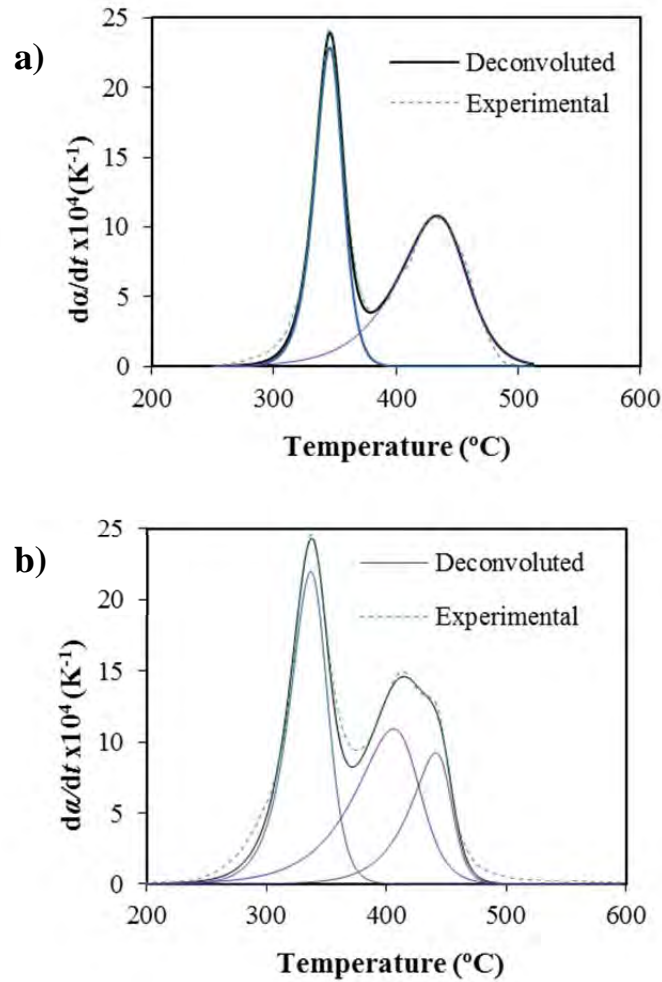 a)
25
20
15
10
5
0
dα/dt x10⁴(K⁻¹)
Deconvoluted
Experimental
200 300 400 500 600
Temperature (ºC)
b)
25
20
15
10
5
0
dα/dt x10⁴(K⁻¹)
Deconvoluted
Experimental
200 300 400 500 600
Temperature (ºC)